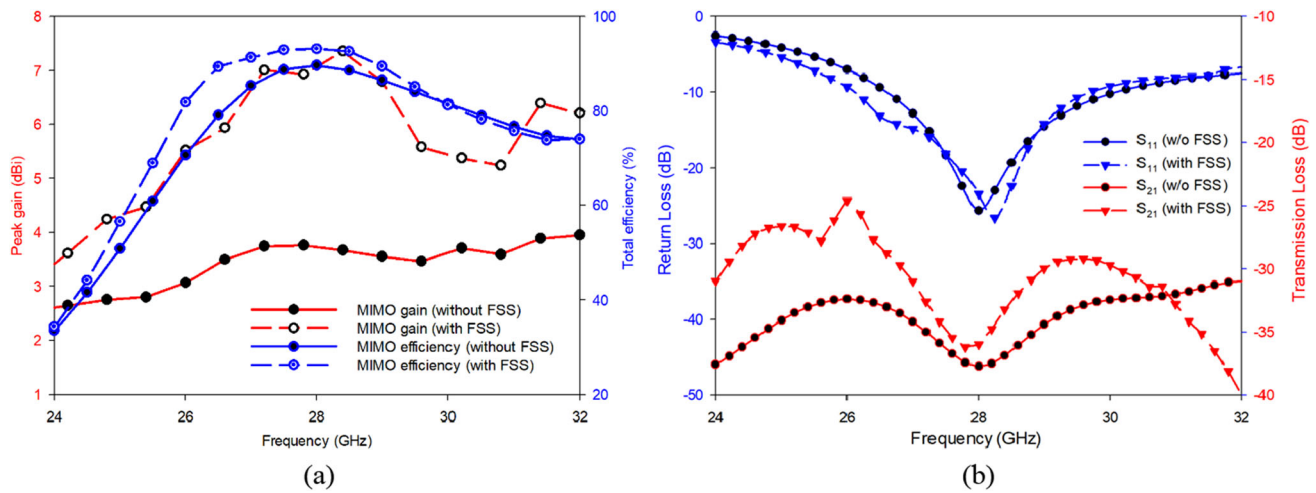 8
7
6
5
4
3
2
1
Peak gain (dBi)
100
80
60
40
20
Total efficiency (%)
MIMO gain (without FSS)
MIMO gain (with FSS)
MIMO efficiency (without FSS)
MIMO efficiency (with FSS)
24 26 28 30 32
Frequency (GHz)
(a)
0
-10
-20
-30
-40
-50
Return Loss (dB)
-10
-15
-20
-25
-30
-35
-40
Transmission Loss (dB)
S11 (w/o FSS)
S11 (with FSS)
S21 (w/o FSS)
S21 (with FSS)
24 26 28 30 32
Frequency (GHz)
(b)